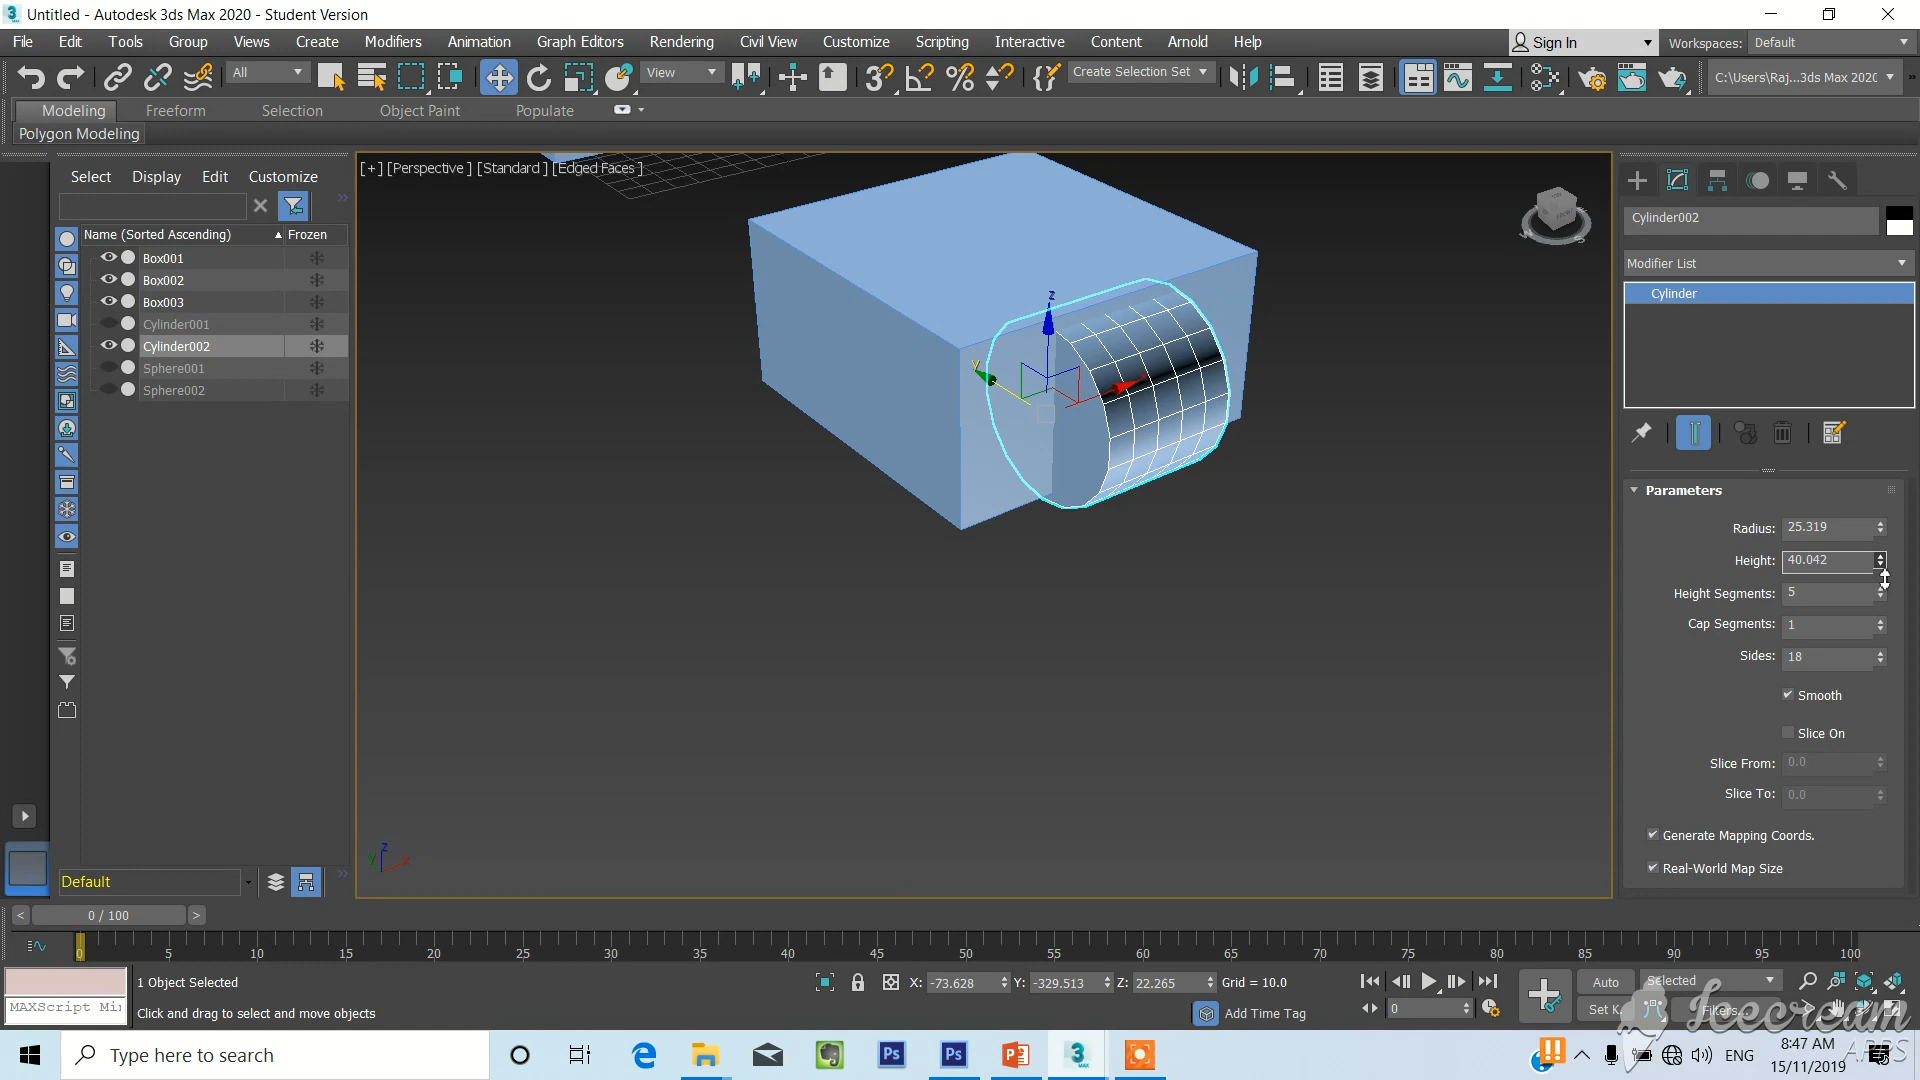 Untitled - Autodesk 3ds Max 2020 - Student Version
File Edit Tools Group Views Create Modifiers Animation Graph Editors Rendering Civil View Customize Scripting Interactive Content Arnold Help
Sign In Workspaces: Default
All View Create Selection Set C:\Users\Raj...3ds Max 2020
Modeling Freeform Selection Object Paint Populate
Polygon Modeling
Select Display Edit Customize
[+] [Perspective ] [Standard ] [Edged Faces ]
Name (Sorted Ascending) Frozen
Box001
Box002
Box003
Cylinder001
Cylinder002
Sphere001
Sphere002
Default
z
y
x
z
y
x
Cylinder002
Modifier List
Cylinder
Parameters
Radius: 25.319
Height: 40.042
Height Segments: 5
Cap Segments: 1
Sides: 18
Smooth
Slice On
Slice From: 0.0
Slice To: 0.0
Generate Mapping Coords.
Real-World Map Size
< 0 / 100 >
0 5 10 15 20 25 30 35 40 45 50 55 60 65 70 75 80 85 90 95 100
1 Object Selected X: -73.628 Y: -329.513 Z: 22.265 Grid = 10.0 Auto Selected
MAXScript Mi
Click and drag to select and move objects Add Time Tag 0 Set K. Filters...
Icecream
APPS
Type here to search
Ps Ps
ENG
8:47 AM
15/11/2019